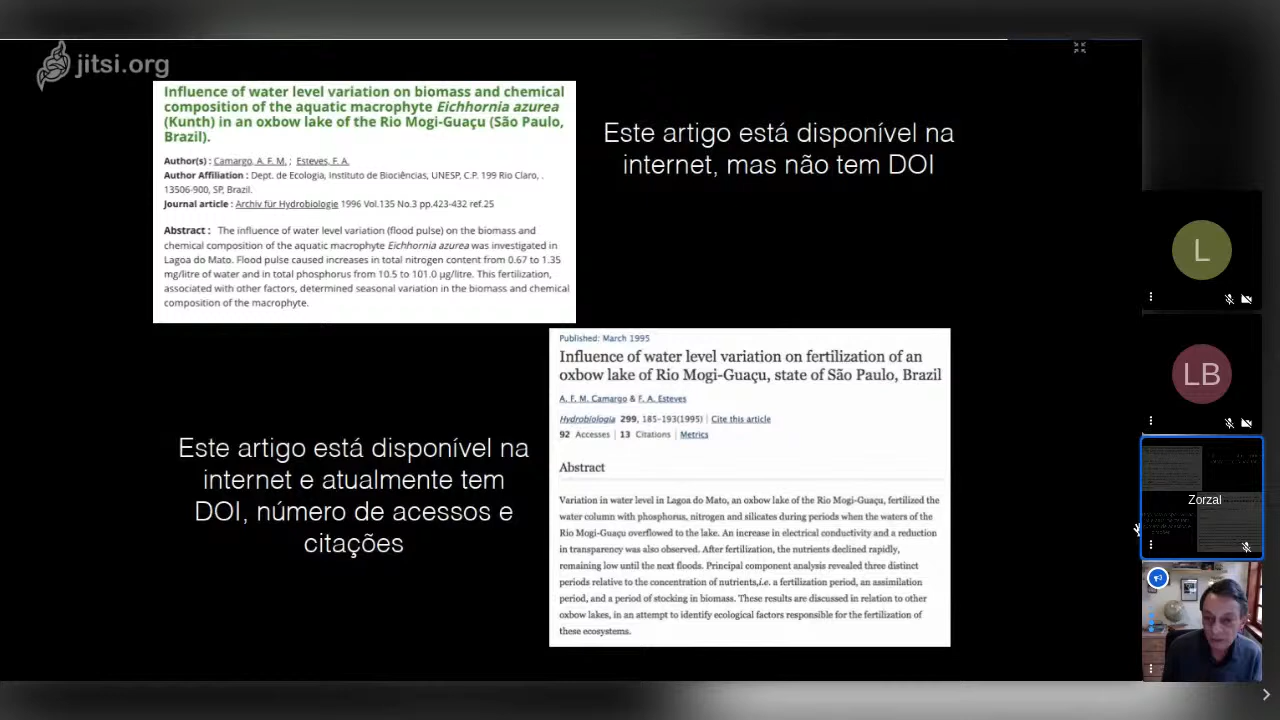 jitsi.org
Influence of water level variation on biomass and chemical
composition of the aquatic macrophyte Eichhornia azurea
(Kunth) in an oxbow lake of the Rio Mogi-Guaçu (São Paulo,
Brazil).
Author(s) : Camargo, A. F. M. ; Esteves, F. A.
Author Affiliation : Dept. de Ecologia, Instituto de Biociências, UNESP, C.P. 199 Rio Claro, .
13506-900, SP, Brazil.
Journal article : Archiv für Hydrobiologie 1996 Vol.135 No.3 pp.423-432 ref.25
Abstract : The influence of water level variation (flood pulse) on the biomass and
chemical composition of the aquatic macrophyte Eichhornia azurea was investigated in
Lagoa do Mato. Flood pulse caused increases in total nitrogen content from 0.67 to 1.35
mg/litre of water and in total phosphorus from 10.5 to 101.0 µg/litre. This fertilization,
associated with other factors, determined seasonal variation in the biomass and chemical
composition of the macrophyte.
Este artigo está disponível na
internet, mas não tem DOI
Este artigo está disponível na
internet e atualmente tem
DOI, número de acessos e
citações
Published: March 1995
Influence of water level variation on fertilization of an
oxbow lake of Rio Mogi-Guaçu, state of São Paulo, Brazil
A. F. M. Camargo & F. A. Esteves
Hydrobiologia 299, 185-193(1995) | Cite this article
92 Accesses | 13 Citations | Metrics
Abstract
Variation in water level in Lagoa do Mato, an oxbow lake of the Rio Mogi-Guaçu, fertilized the
water column with phosphorus, nitrogen and silicates during periods when the waters of the
Rio Mogi-Guaçu overflowed to the lake. An increase in electrical conductivity and a reduction
in transparency was also observed. After fertilization, the nutrients declined rapidly,
remaining low until the next floods. Principal component analysis revealed three distinct
periods relative to the concentration of nutrients,i.e. a fertilization period, an assimilation
period, and a period of stocking in biomass. These results are discussed in relation to other
oxbow lakes, in an attempt to identify ecological factors responsible for the fertilization of
these ecosystems.
L
LB
Zorzal